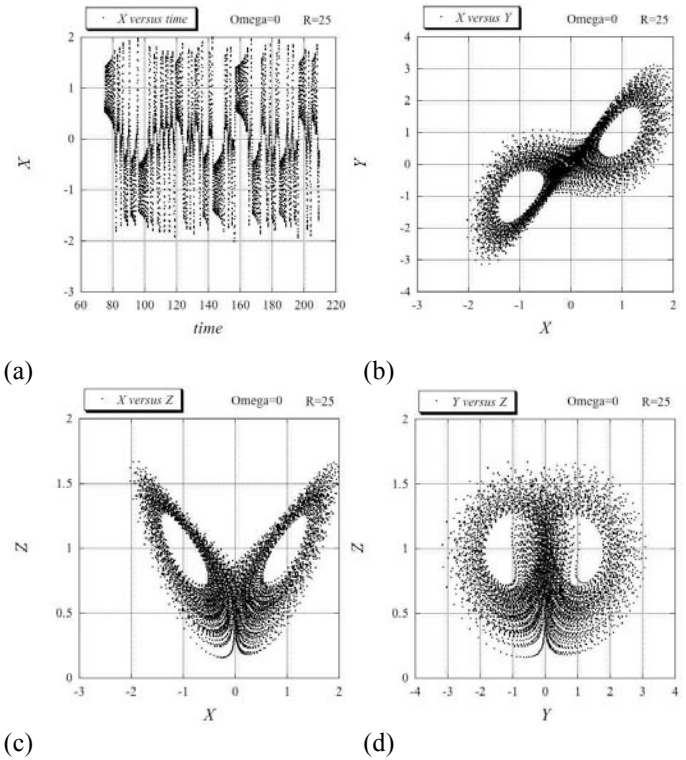 X versus time Omega=0 R=25
2
1
0
-1
-2
-3
60 80 100 120 140 160 180 200 220
X
time
(a)
X versus Y Omega=0 R=25
4
3
2
1
0
-1
-2
-3
-4
-3 -2 -1 0 1 2
Y
X
(b)
X versus Z Omega=0 R=25
2
1.5
1
0.5
0
-3 -2 -1 0 1 2
Z
X
(c)
Y versus Z Omega=0 R=25
2
1.5
1
0.5
0
-4 -3 -2 -1 0 1 2 3 4
Z
Y
(d)